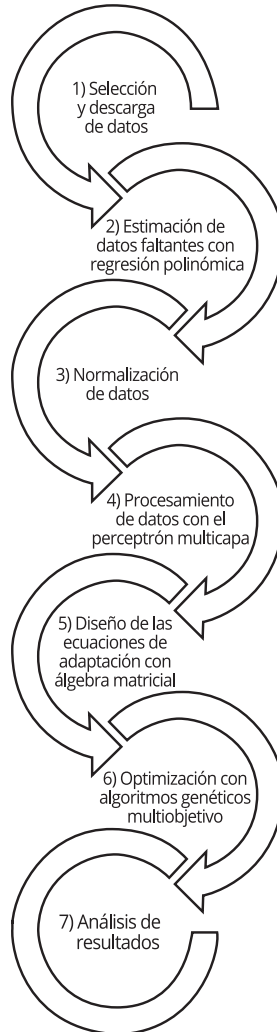 1) Selección
y descarga
de datos
2) Estimación de
datos faltantes con
regresión polinómica
3) Normalización
de datos
4) Procesamiento
de datos con el
perceptrón multicapa
5) Diseño de las
ecuaciones de
adaptación con
álgebra matricial
6) Optimización con
algoritmos genéticos
multiobjetivo
7) Análisis de
resultados